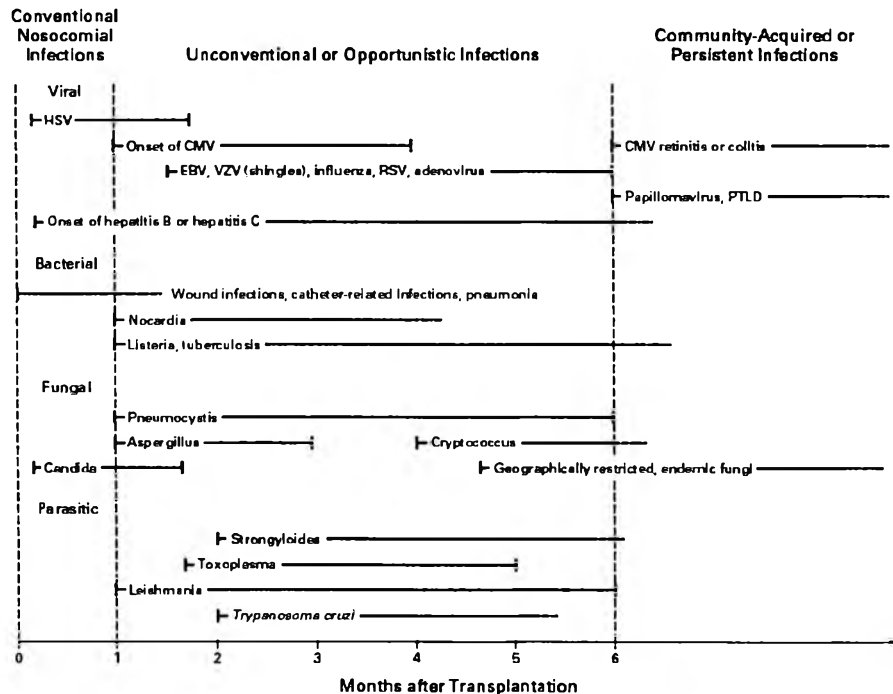 Conventional
Nosocomial
Infections
Unconventional or Opportunistic Infections
Community-Acquired or
Persistent Infections
Viral
HSV
Onset of CMV
CMV retinitis or colitis
EBV, VZV (shingles), influenza, RSV, adenovirus
Papillomavirus, PTLD
Onset of hepatitis B or hepatitis C
Bacterial
Wound infections, catheter-related Infections, pneumonia
Nocardia
Listeria, tuberculosis
Fungal
Pneumocystis
Aspergillus
Cryptococcus
Candida
Geographically restricted, endemic fungi
Parasitic
Strongyloides
Toxoplasma
Leishmania
Trypanosoma cruzi
0 1 2 3 4 5 6
Months after Transplantation